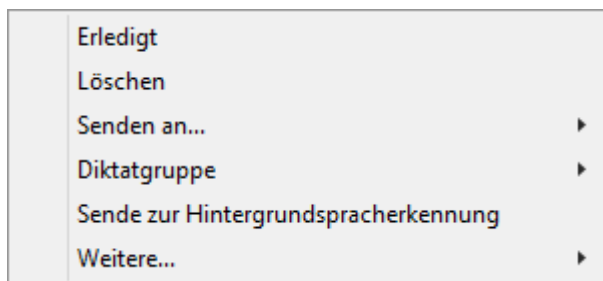 Erledigt
Löschen
Senden an...
Diktatgruppe
Sende zur Hintergrundspracherkennung
Weitere...